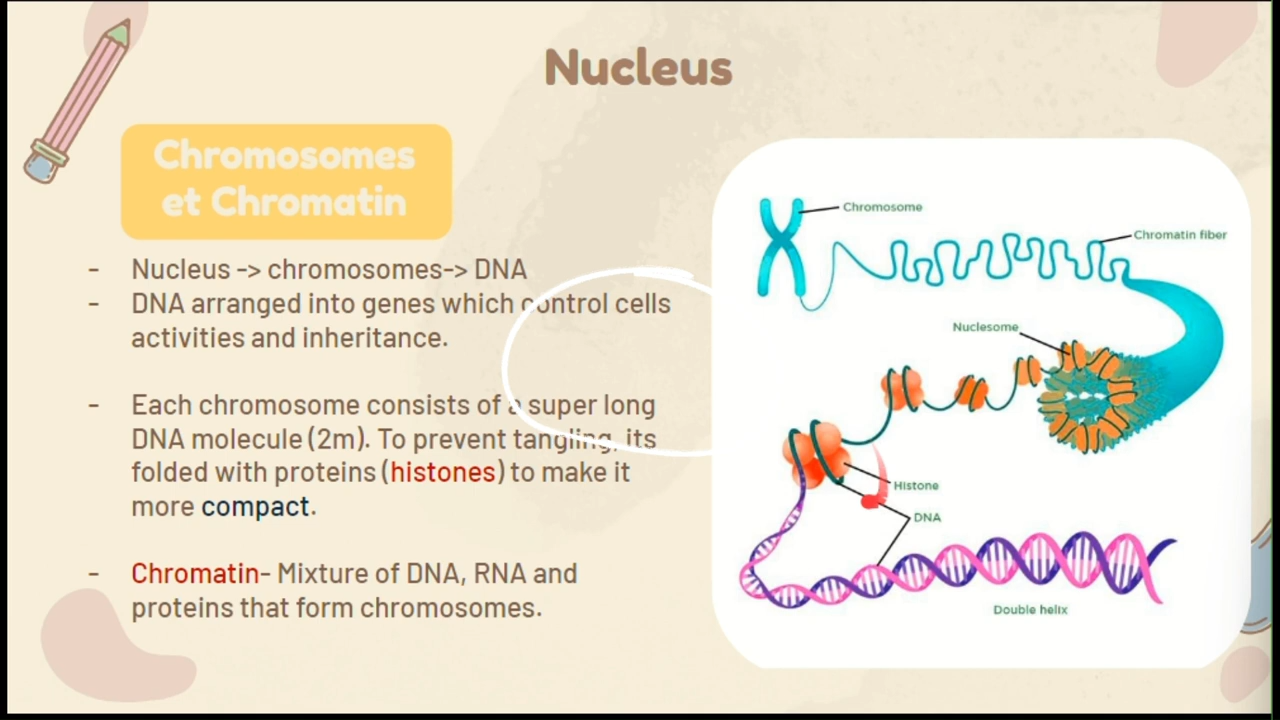 Nucleus
Chromosomes
et Chromatin
- Nucleus -> chromosomes-> DNA
- DNA arranged into genes which control cells
activities and inheritance.
- Each chromosome consists of a super long
DNA molecule (2m). To prevent tangling, its
folded with proteins (histones) to make it
more compact.
- Chromatin- Mixture of DNA, RNA and
proteins that form chromosomes.
Chromosome
Chromatin fiber
Nuclesome
Histone
DNA
Double helix